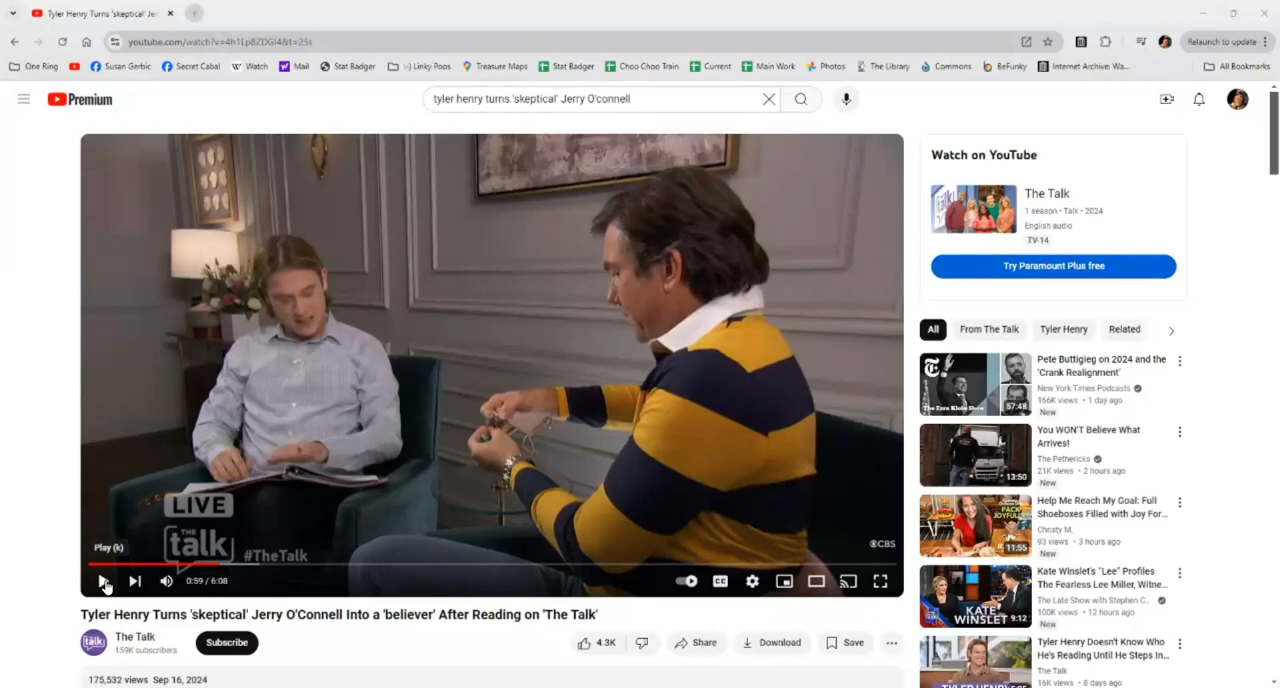 Tyler Henry Turns 'skeptical' Je
youtube.com/watch?v=4h1Lp8ZDGI4&t=25s
Relaunch to update
One Ring
Susan Gerbic
Secret Cabal
Watch
Mail
Stat Badger
:-) Linky Poos
Treasure Maps
Stat Badger
Choo Choo Train
Current
Main Work
Photos
The Library
Commons
BeFunky
Internet Archive: Wa...
All Bookmarks
Premium
tyler henry turns 'skeptical' Jerry O'connell
LIVE
THE
talk
#TheTalk
CBS
Play (k)
0:59 / 6:08
CC
Tyler Henry Turns 'skeptical' Jerry O'Connell Into a 'believer' After Reading on 'The Talk'
The Talk
159K subscribers
Subscribe
4.3K
Share
Download
Save
175,532 views Sep 16, 2024
Watch on YouTube
The Talk
1 season • Talk • 2024
English audio
TV-14
Try Paramount Plus free
All
From The Talk
Tyler Henry
Related
Pete Buttigieg on 2024 and the
'Crank Realignment'
New York Times Podcasts
166K views • 1 day ago
New
The Ezra Klein Show
57:48
You WON'T Believe What
Arrives!
The Pethericks
21K views • 2 hours ago
New
13:50
Help Me Reach My Goal: Full
Shoeboxes Filled with Joy For...
Christy M.
93 views • 3 hours ago
New
PACK
JOYFULLY
11:55
Kate Winslet's "Lee" Profiles
The Fearless Lee Miller, Witne...
The Late Show with Stephen C...
100K views • 12 hours ago
New
KATE
WINSLET
9:12
Tyler Henry Doesn't Know Who
He's Reading Until He Steps In...
The Talk
16K views • 8 days ago